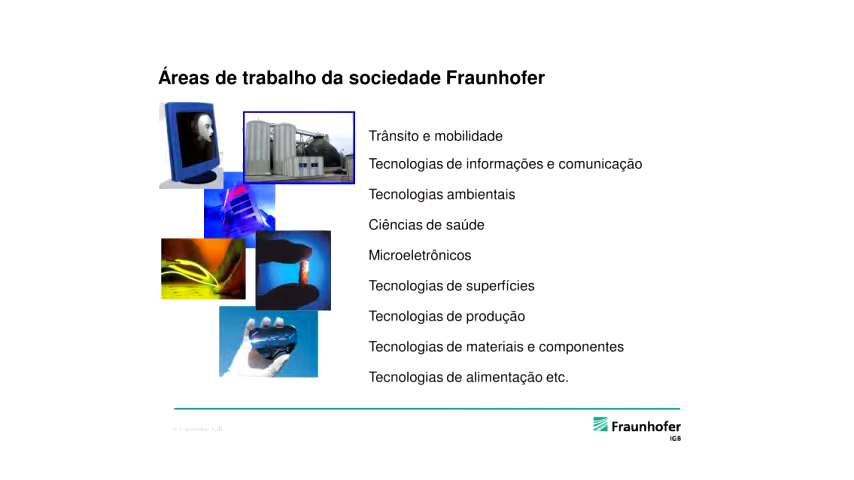 Áreas de trabalho da sociedade Fraunhofer
Trânsito e mobilidade
Tecnologias de informações e comunicação
Tecnologias ambientais
Ciências de saúde
Microeletrônicos
Tecnologias de superfícies
Tecnologias de produção
Tecnologias de materiais e componentes
Tecnologias de alimentação etc.
Fraunhofer
IGB